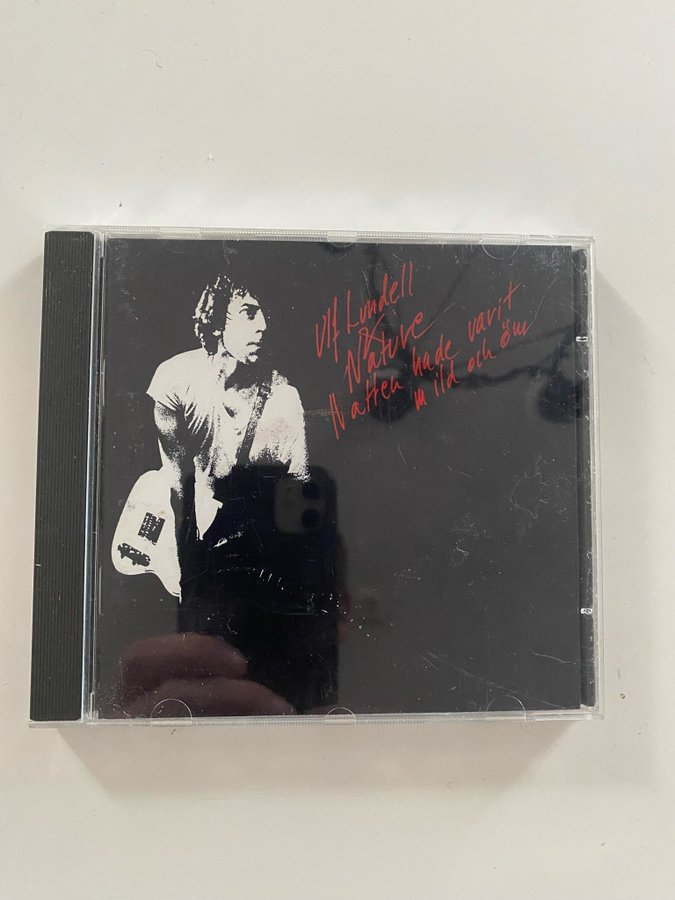 Ulf Lundell
&
Nature
Natten hade varit
mild och öm